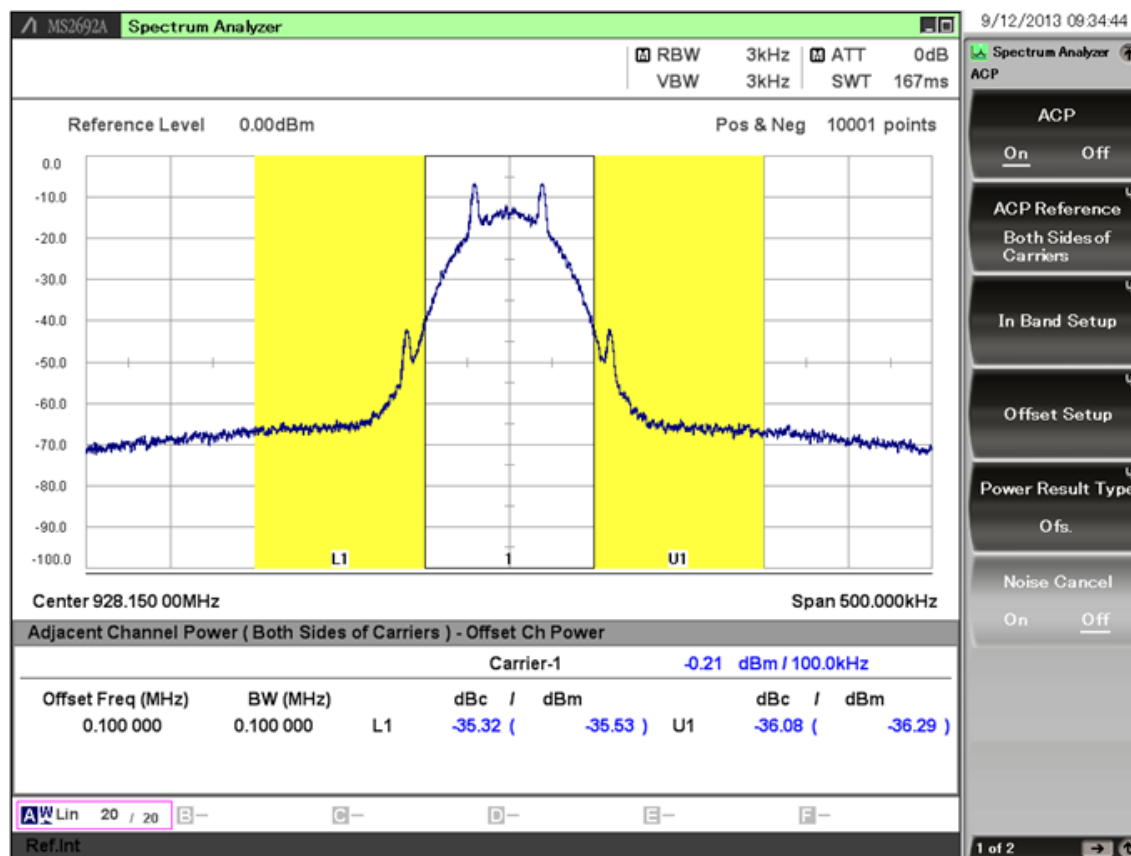 MS2692A Spectrum Analyzer
9/12/2013 09:34:44
M RBW 3kHz M ATT 0dB
VBW 3kHz SWT 167ms
Reference Level 0.00dBm Pos & Neg 10001 points
0.0
-10.0
-20.0
-30.0
-40.0
-50.0
-60.0
-70.0
-80.0
-90.0
-100.0
L1 1 U1
Center 928.150 00MHz Span 500.000kHz
Adjacent Channel Power ( Both Sides of Carriers ) - Offset Ch Power
Carrier-1 -0.21 dBm / 100.0kHz
Offset Freq (MHz) BW (MHz) dBc / dBm dBc / dBm
0.100 000 0.100 000 L1 -35.32 ( -35.53 ) U1 -36.08 ( -36.29 )
A W Lin 20 / 20 B- C- D- E- F-
Ref.Int
Spectrum Analyzer
ACP
ACP
On Off
ACP Reference
Both Sides of
Carriers
In Band Setup
Offset Setup
Power Result Type
Ofs.
Noise Cancel
On Off
1 of 2